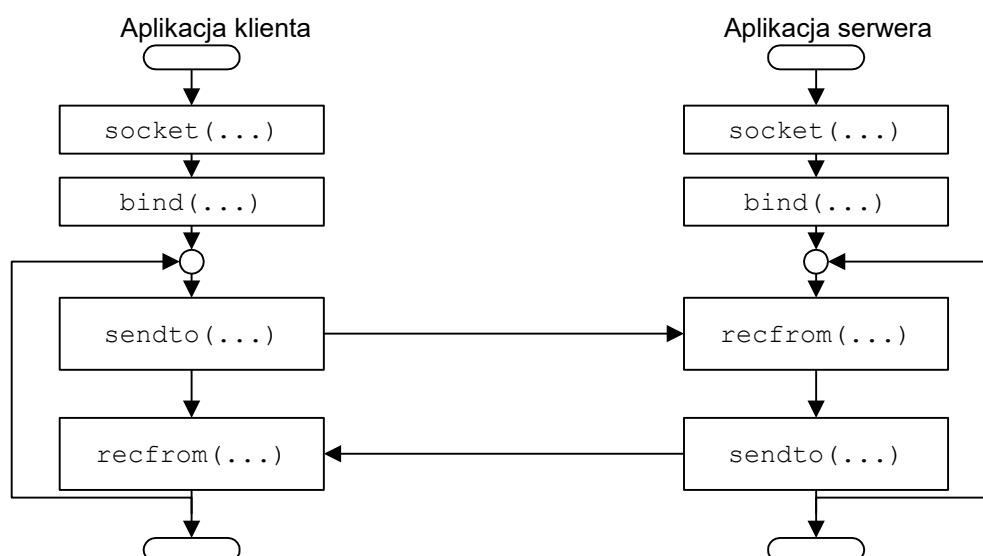 Aplikacja klienta
Aplikacja serwera
socket(...)
socket(...)
bind(...)
bind(...)
sendto(...)
recfrom(...)
recfrom(...)
sendto(...)